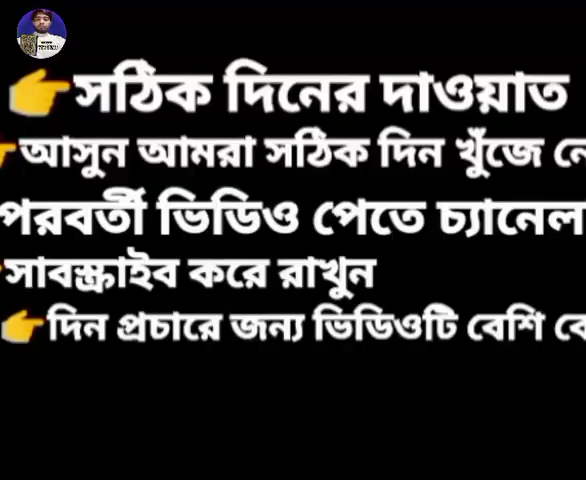 👉সঠিক দিনের দাওয়াত
আসুন আমরা সঠিক দিন খুঁজে
পরবর্তী ভিডিও পেতে চ্যানেল
সাবস্ক্রাইব করে রাখুন
👉দিন প্রচারে জন্য ভিডিওটি বেশি